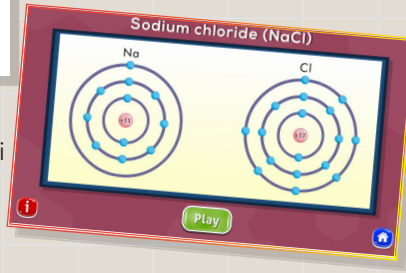 Sodium chloride (NaCl)
Na
Cl
+11
+17
i
Play
i